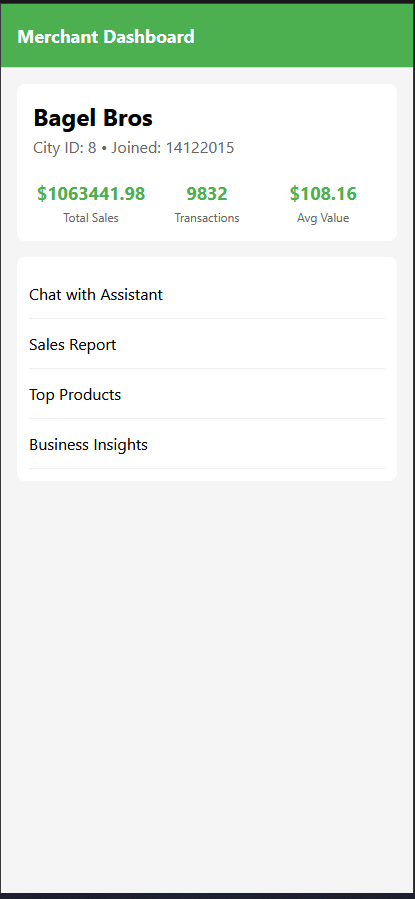 Merchant Dashboard
Bagel Bros
City ID: 8 • Joined: 14122015
$1063441.98 9832 $108.16
Total Sales Transactions Avg Value
Chat with Assistant
Sales Report
Top Products
Business Insights